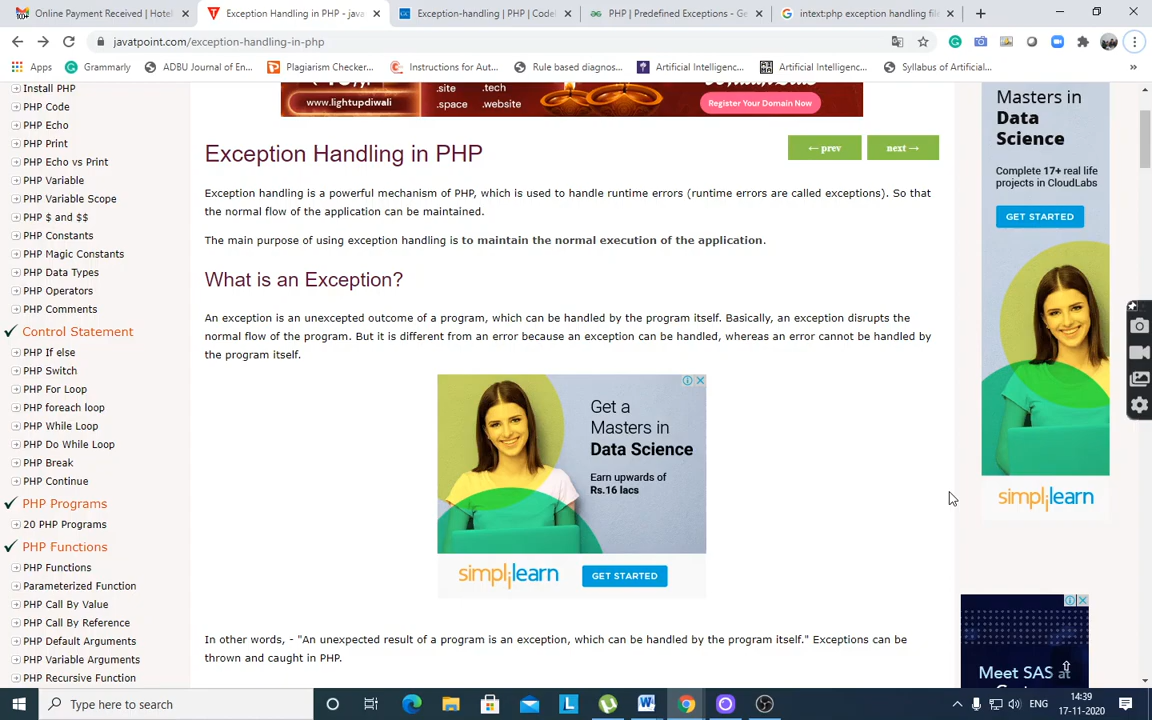 Online Payment Received | Hotel
Exception Handling in PHP - java
Exception-handling | PHP | Codel
PHP | Predefined Exceptions - Ge
intext:php exception handling file
javatpoint.com/exception-handling-in-php
Apps
Grammarly
ADBU Journal of En...
Plagiarism Checker...
Instructions for Aut...
Rule based diagnos...
Artificial Intelligenc...
Artificial Intelligenc...
Syllabus of Artificial...
»
Install PHP
PHP Code
PHP Echo
PHP Print
PHP Echo vs Print
PHP Variable
PHP Variable Scope
PHP $ and $$
PHP Constants
PHP Magic Constants
PHP Data Types
PHP Operators
PHP Comments
Control Statement
PHP If else
PHP Switch
PHP For Loop
PHP foreach loop
PHP While Loop
PHP Do While Loop
PHP Break
PHP Continue
PHP Programs
20 PHP Programs
PHP Functions
PHP Functions
Parameterized Function
PHP Call By Value
PHP Call By Reference
PHP Default Arguments
PHP Variable Arguments
PHP Recursive Function
www.lightupdiwali
.site .tech
.space .website
Register Your Domain Now
Exception Handling in PHP
← prev
next →
Exception handling is a powerful mechanism of PHP, which is used to handle runtime errors (runtime errors are called exceptions). So that
the normal flow of the application can be maintained.
The main purpose of using exception handling is to maintain the normal execution of the application.
What is an Exception?
An exception is an unexcepted outcome of a program, which can be handled by the program itself. Basically, an exception disrupts the
normal flow of the program. But it is different from an error because an exception can be handled, whereas an error cannot be handled by
the program itself.
Get a
Masters in
Data Science
Earn upwards of
Rs.16 lacs
simplilearn
GET STARTED
In other words, - "An unexpected result of a program is an exception, which can be handled by the program itself." Exceptions can be
thrown and caught in PHP.
Masters in
Data
Science
Complete 17+ real life
projects in CloudLabs
GET STARTED
simplilearn
Meet SAS at
Type here to search
ENG
14:39
17-11-2020